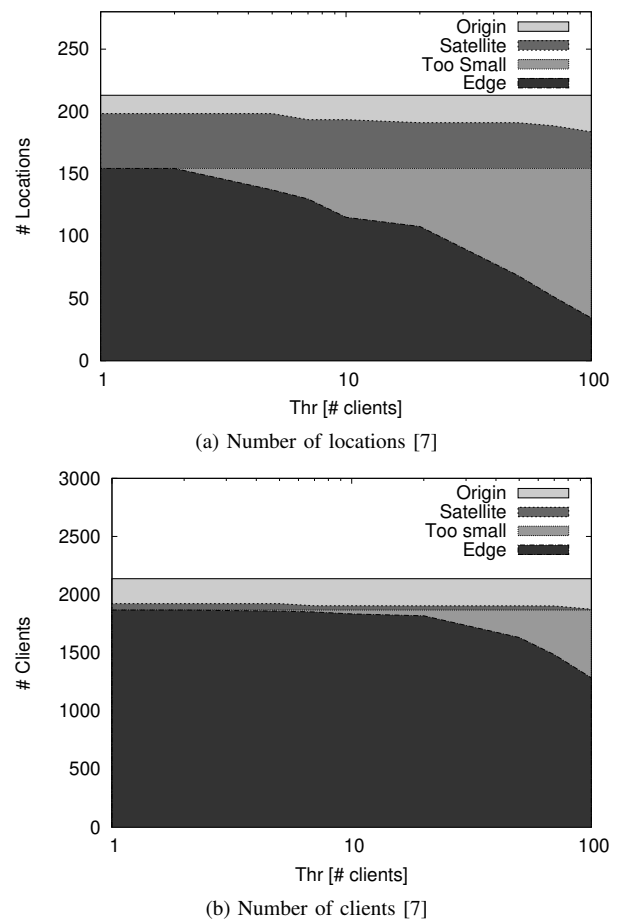 Origin
Satellite
Too Small
Edge
250
200
150
100
50
0
# Locations
1 10 100
Thr [# clients]
(a) Number of locations [7]
3000
Origin
Satellite
Too small
Edge
2500
2000
1500
1000
500
0
# Clients
1 10 100
Thr [# clients]
(b) Number of clients [7]